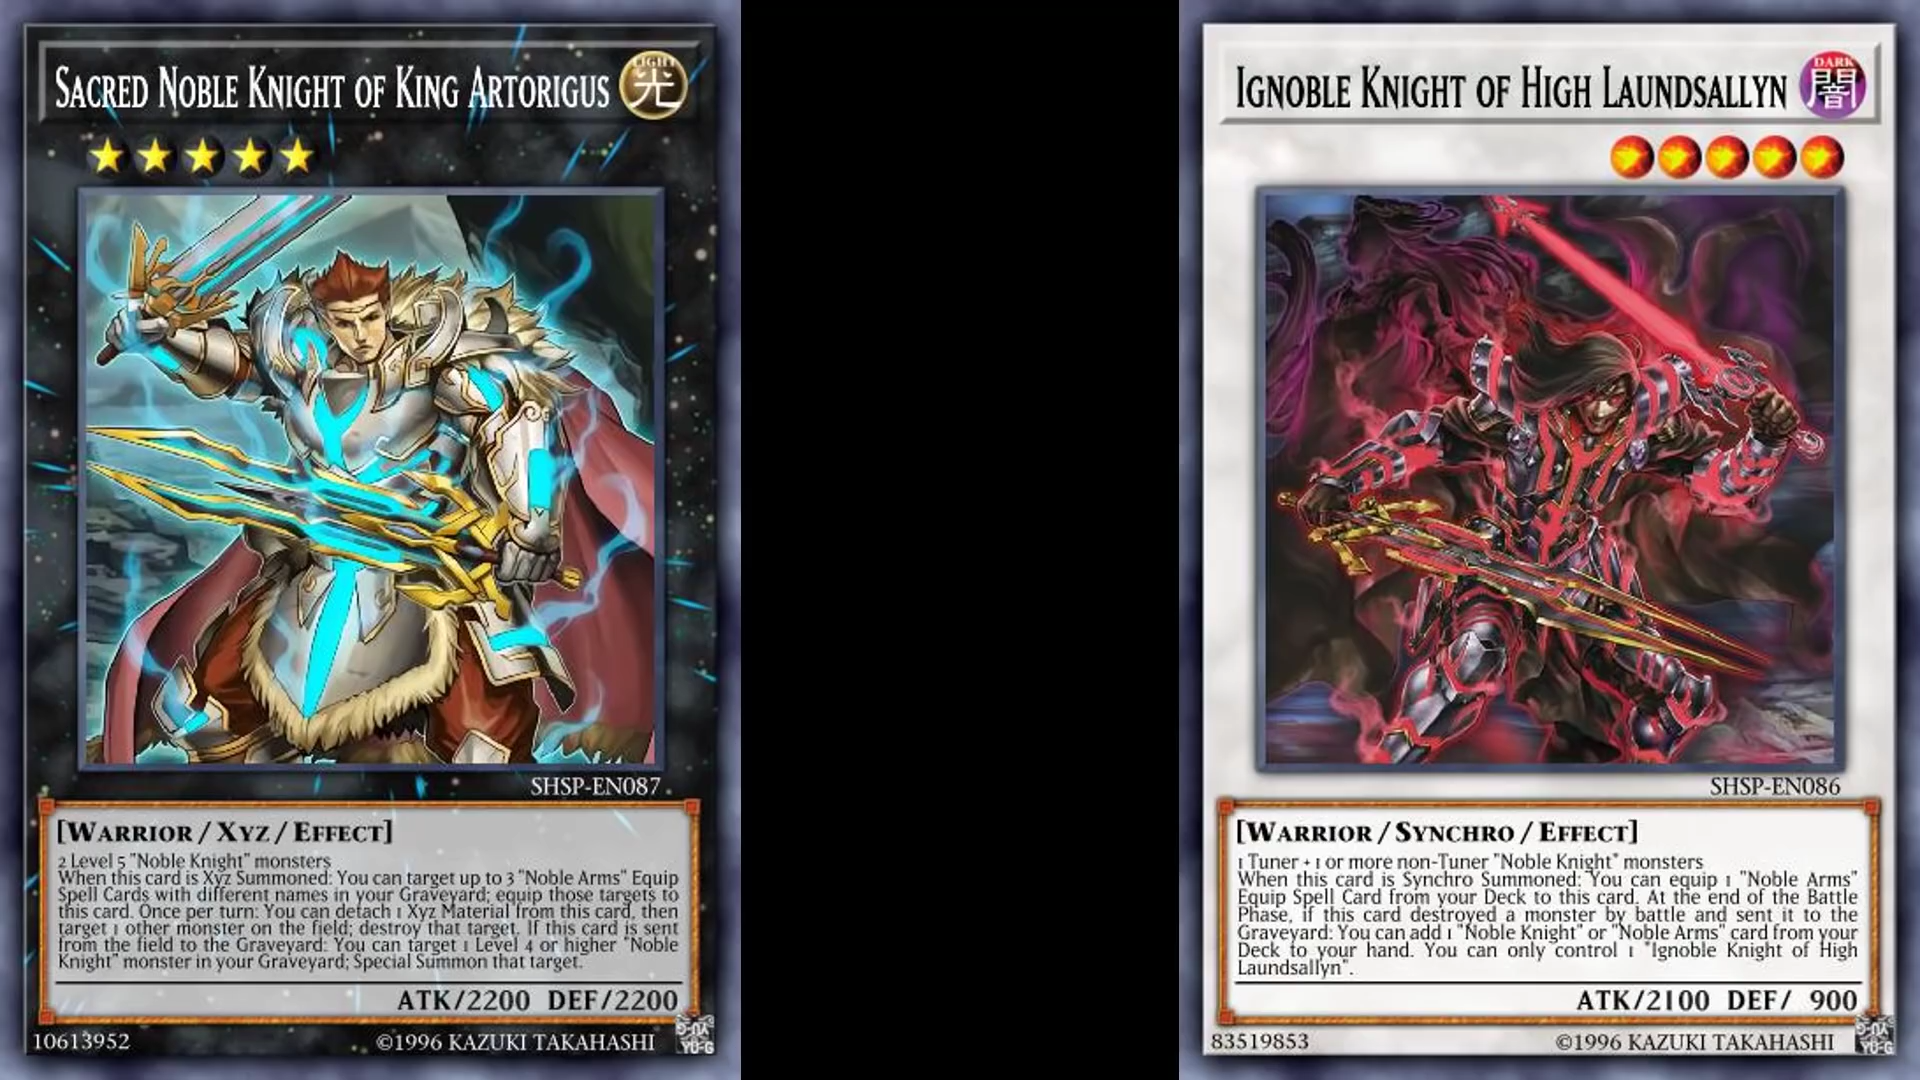 SACRED NOBLE KNIGHT OF KING ARTORIGUS
LIGHT
光
SHSP-EN087
[WARRIOR / XYZ / EFFECT]
2 Level 5 "Noble Knight" monsters
When this card is Xyz Summoned: You can target up to 3 "Noble Arms" Equip
Spell Cards with different names in your Graveyard; equip those targets to
this card. Once per turn: You can detach 1 Xyz Material from this card, then
target 1 other monster on the field; destroy that target. If this card is sent
from the field to the Graveyard: You can target 1 Level 4 or higher "Noble
Knight" monster in your Graveyard; Special Summon that target.
ATK/2200 DEF/2200
10613952
©1996 KAZUKI TAKAHASHI
IGNOBLE KNIGHT OF HIGH LAUNDSALLYN
DARK
闇
SHSP-EN086
[WARRIOR / SYNCHRO / EFFECT]
1 Tuner + 1 or more non-Tuner "Noble Knight" monsters
When this card is Synchro Summoned: You can equip 1 "Noble Arms"
Equip Spell Card from your Deck to this card. At the end of the Battle
Phase, if this card destroyed a monster by battle and sent it to the
Graveyard: You can add 1 "Noble Knight" or "Noble Arms" card from your
Deck to your hand. You can only control 1 "Ignoble Knight of High
Laundsallyn".
ATK/2100 DEF/ 900
83519853
©1996 KAZUKI TAKAHASHI